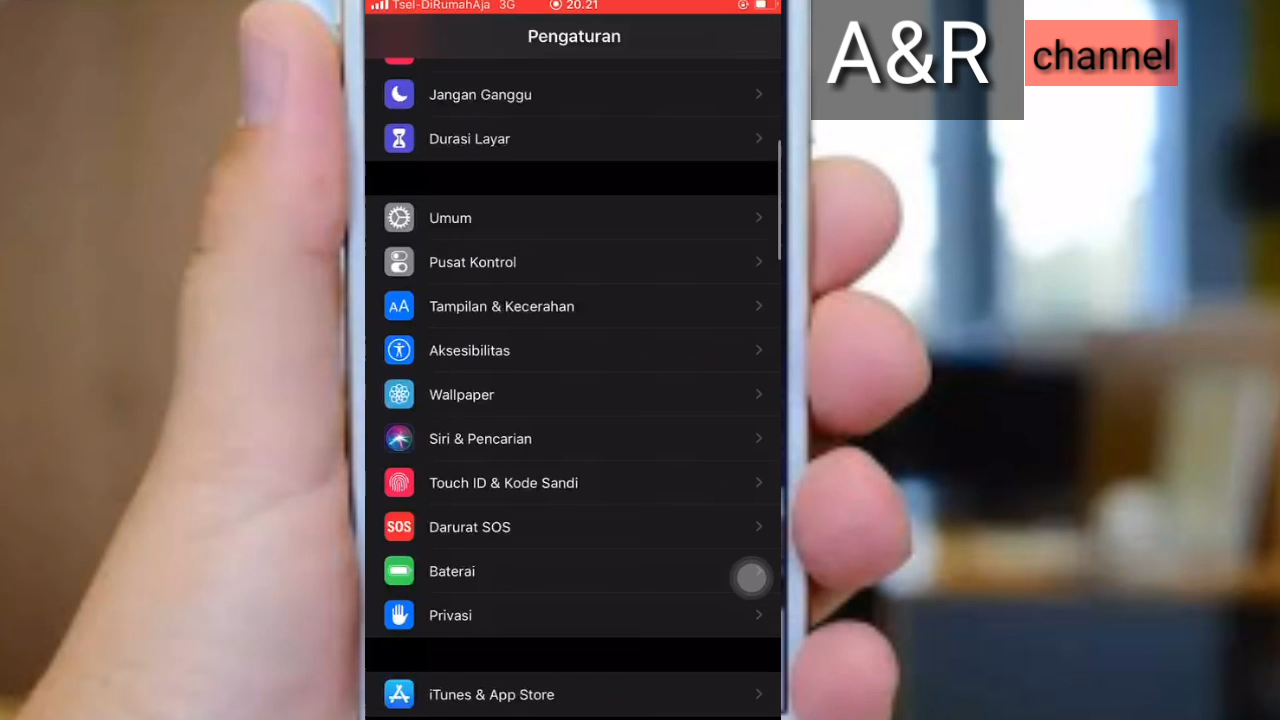 Tsel-DiRumahAja 3G 20.21
Pengaturan
A&R channel
Jangan Ganggu
Durasi Layar
Umum
Pusat Kontrol
AA Tampilan & Kecerahan
Aksesibilitas
Wallpaper
Siri & Pencarian
Touch ID & Kode Sandi
SOS Darurat SOS
Baterai
Privasi
iTunes & App Store